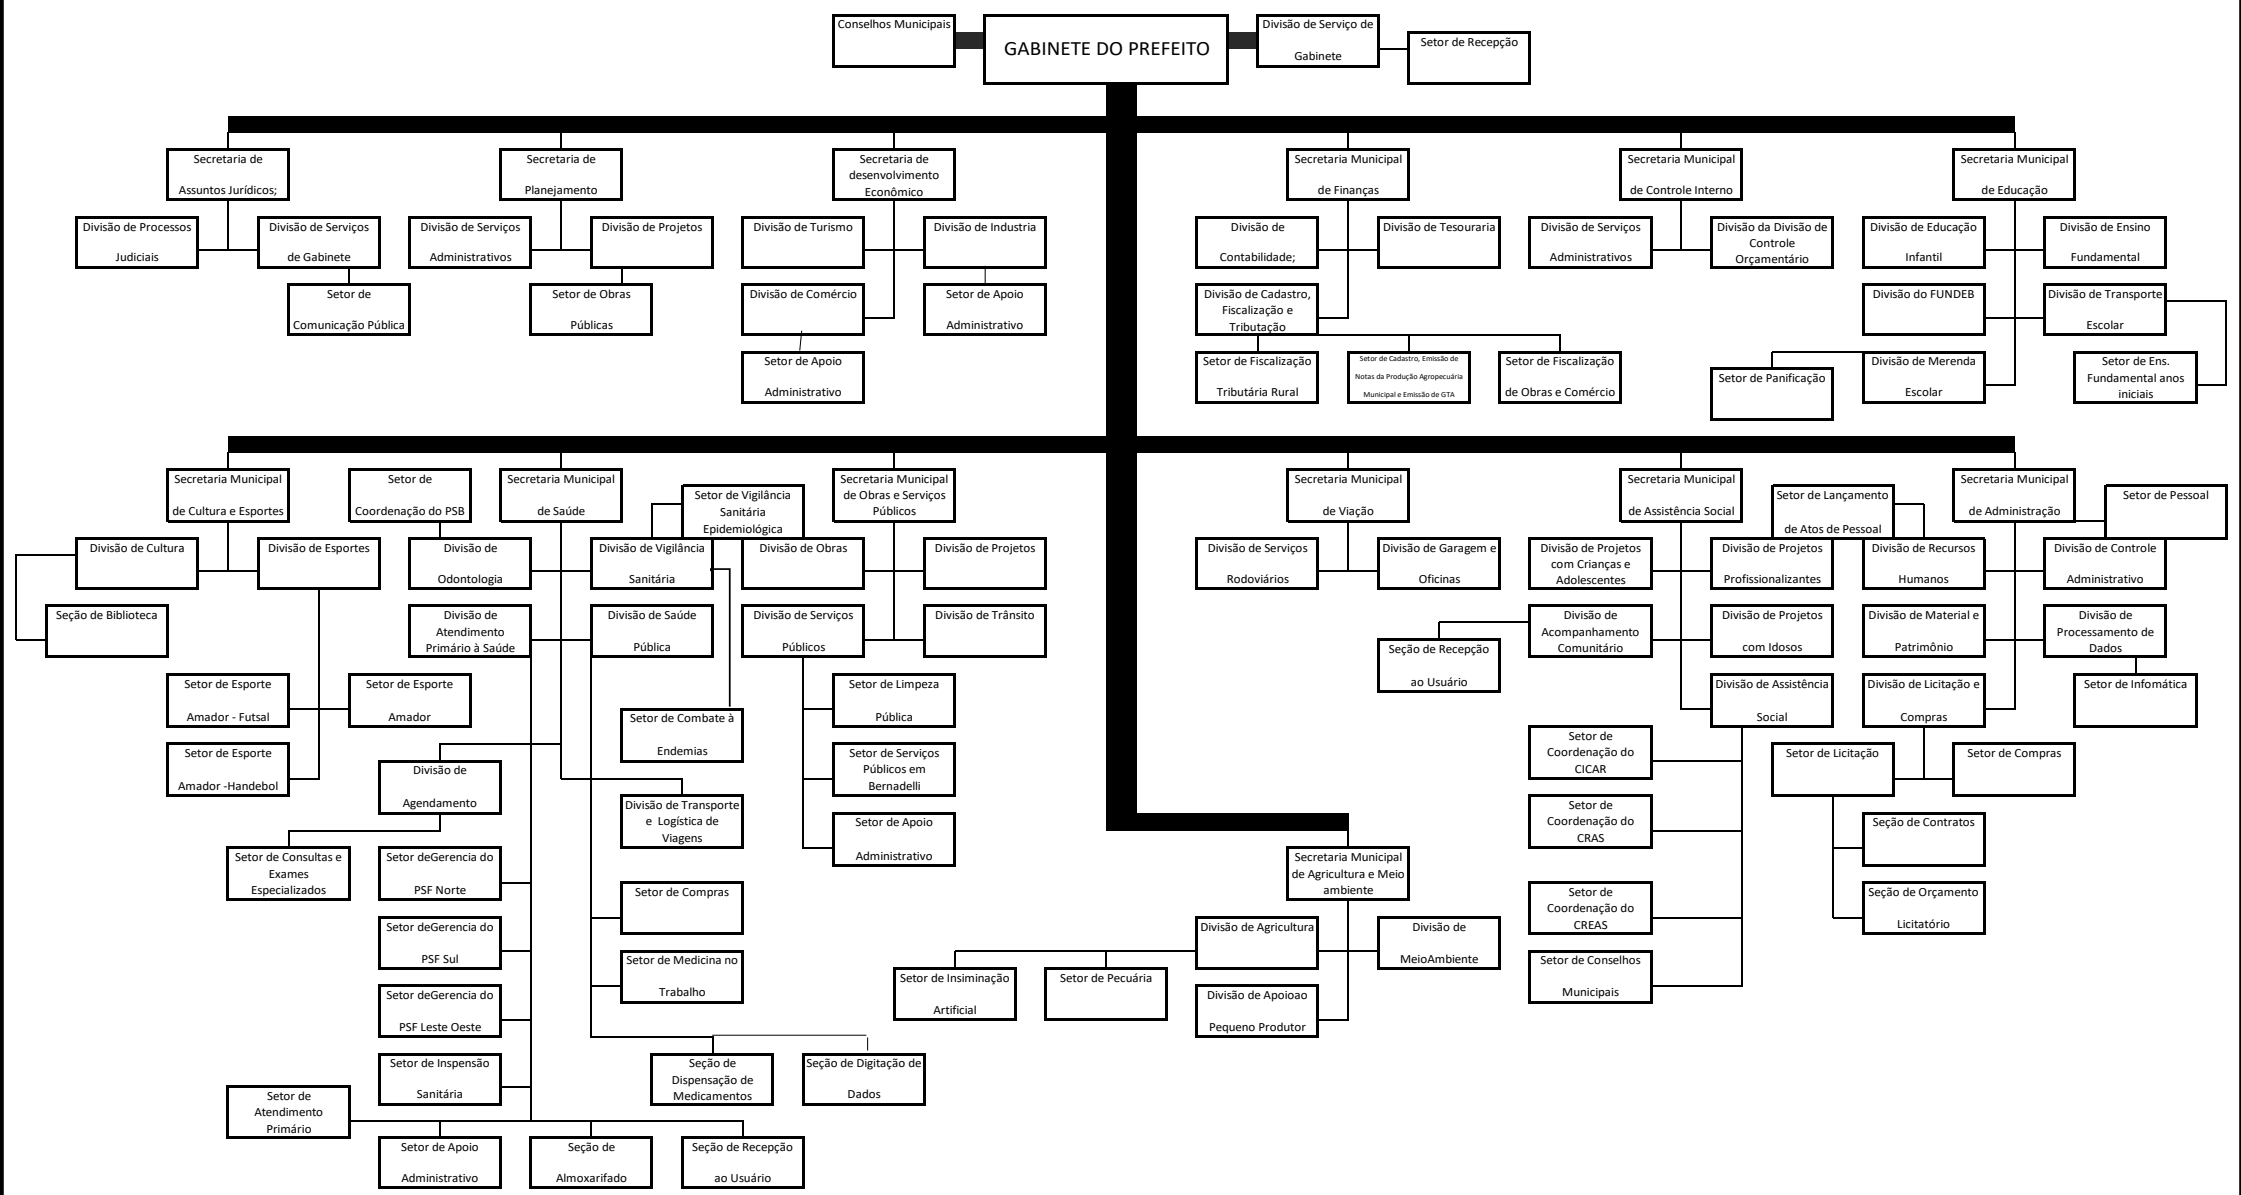 Conselhos Municipais
GABINETE DO PREFEITO
Divisão de Serviço de
Gabinete
Setor de Recepção
Secretaria de
Assuntos Jurídicos;
Secretaria de
Planejamento
Secretaria de
desenvolvimento
Econômico
Secretaria Municipal
de Finanças
Secretaria Municipal
de Controle Interno
Secretaria Municipal
de Educação
Divisão de Processos
Judiciais
Divisão de Serviços
de Gabinete
Divisão de Serviços
Administrativos
Divisão de Projetos
Divisão de Turismo
Divisão de Industria
Divisão de
Contabilidade;
Divisão de Tesouraria
Divisão de Serviços
Administrativos
Divisão da Divisão de
Controle
Orçamentário
Divisão de Educação
Infantil
Divisão de Ensino
Fundamental
Setor de
Comunicação Pública
Setor de Obras
Públicas
Divisão de Comércio
Setor de Apoio
Administrativo
Divisão de Cadastro,
Fiscalização e
Tributação
Divisão do FUNDEB
Divisão de Transporte
Escolar
Setor de Apoio
Administrativo
Setor de Fiscalização
Tributária Rural
Setor de Cadastro, Emissão de
Notas da Produção Agropecuária
Municipal e Emissão de GTA
Setor de Fiscalização
de Obras e Comércio
Setor de Panificação
Divisão de Merenda
Escolar
Setor de Ens.
Fundamental anos
iniciais
Secretaria Municipal
de Cultura e Esportes
Setor de
Coordenação do PSB
Secretaria Municipal
de Saúde
Setor de Vigilância
Sanitária
Epidemiológica
Secretaria Municipal
de Obras e Serviços
Públicos
Secretaria Municipal
de Viação
Secretaria Municipal
de Assistência Social
Setor de Lançamento
de Atos de Pessoal
Secretaria Municipal
de Administração
Setor de Pessoal
Divisão de Cultura
Divisão de Esportes
Divisão de
Odontologia
Divisão de Vigilância
Sanitária
Divisão de Obras
Divisão de Projetos
Divisão de Serviços
Rodoviários
Divisão de Garagem e
Oficinas
Divisão de Projetos
com Crianças e
Adolescentes
Divisão de Projetos
Profissionalizantes
Divisão de Recursos
Humanos
Divisão de Controle
Administrativo
Seção de Biblioteca
Divisão de
Atendimento
Primário à Saúde
Divisão de Saúde
Pública
Divisão de Serviços
Públicos
Divisão de Trânsito
Seção de Recepção
ao Usuário
Divisão de
Acompanhamento
Comunitário
Divisão de Projetos
com Idosos
Divisão de Material e
Patrimônio
Divisão de
Processamento de
Dados
Setor de Esporte
Amador - Futsal
Setor de Esporte
Amador
Setor de Combate à
Endemias
Setor de Limpeza
Pública
Divisão de Assistência
Social
Divisão de Licitação e
Compras
Setor de Infomática
Setor de Esporte
Amador -Handebol
Divisão de
Agendamento
Setor de Serviços
Públicos em
Bernadelli
Setor de
Coordenação do
CICAR
Setor de Licitação
Setor de Compras
Divisão de Transporte
e Logística de
Viagens
Setor de Apoio
Administrativo
Setor de
Coordenação do
CRAS
Seção de Contratos
Setor de Consultas e
Exames
Especializados
Setor deGerencia do
PSF Norte
Setor de Compras
Secretaria Municipal
de Agricultura e Meio
ambiente
Setor de
Coordenação do
CREAS
Seção de Orçamento
Licitatório
Setor deGerencia do
PSF Sul
Setor de Medicina no
Trabalho
Divisão de Agricultura
Divisão de
MeioAmbiente
Setor de Insiminação
Artificial
Setor de Pecuária
Setor de Conselhos
Municipais
Setor deGerencia do
PSF Leste Oeste
Divisão de Apoioao
Pequeno Produtor
Setor de Inspensão
Sanitária
Seção de
Dispensação de
Medicamentos
Seção de Digitação de
Dados
Setor de
Atendimento
Primário
Setor de Apoio
Administrativo
Seção de
Almoxarifado
Seção de Recepção
ao Usuário